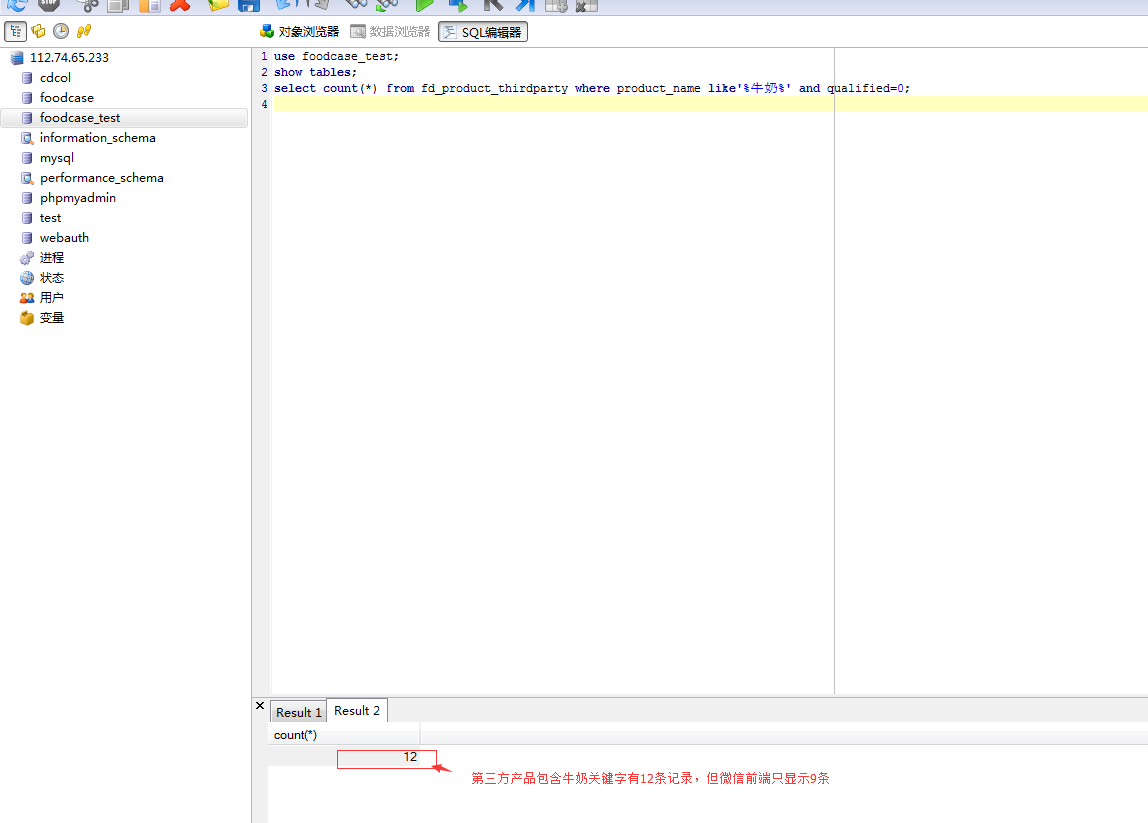 STOP
对象浏览器 数据浏览器 SQL编辑器
112.74.65.233
cdcol
foodcase
foodcase_test
information_schema
mysql
performance_schema
phpmyadmin
test
webauth
进程
状态
用户
变量
1 use foodcase_test;
2 show tables;
3 select count(*) from fd_product_thirdparty where product_name like'%牛奶%' and qualified=0;
4
Result 1 Result 2
count(*)
12
第三方产品包含牛奶关键字有12条记录，但微信前端只显示9条